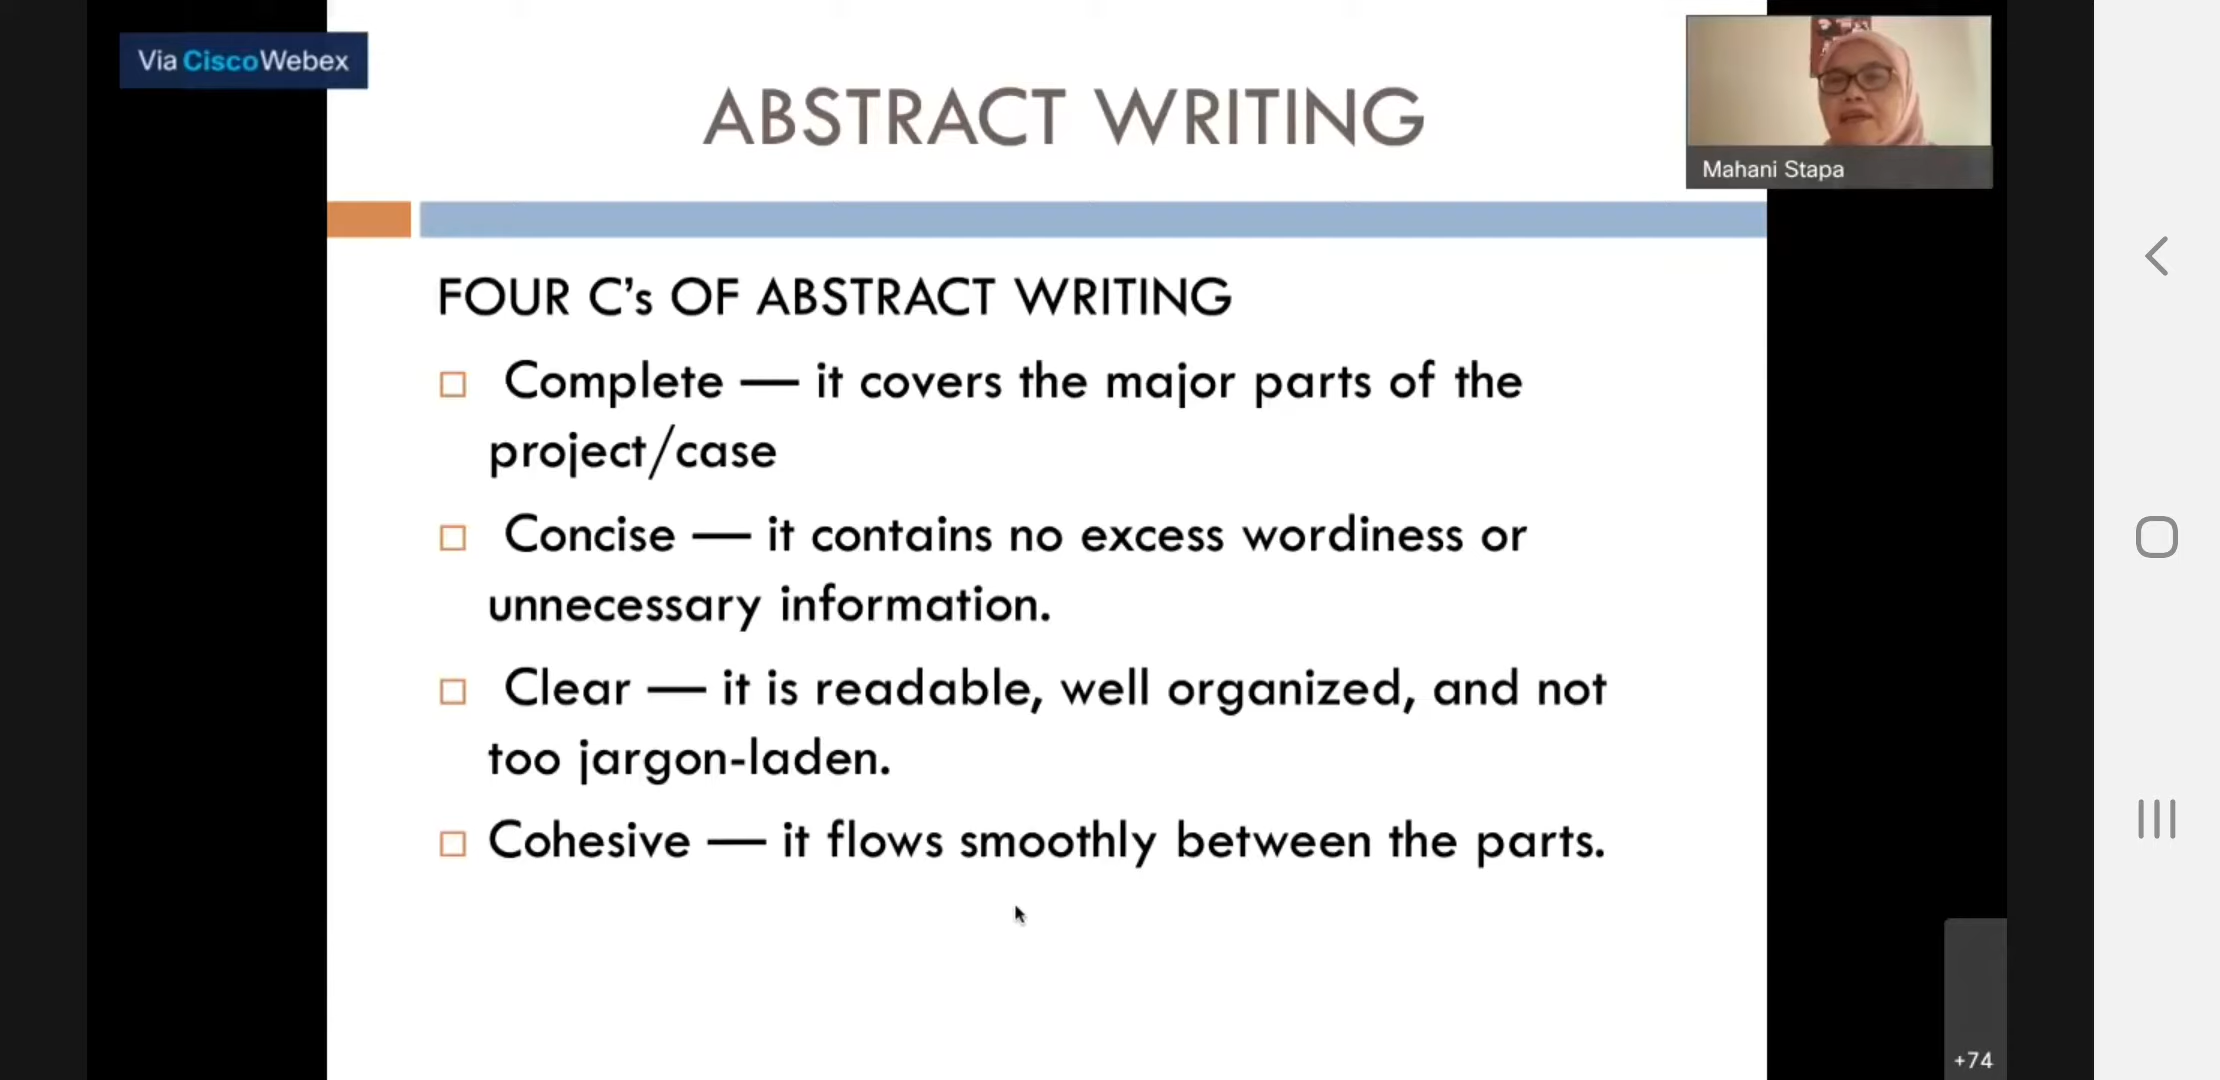 Via CiscoWebex
ABSTRACT WRITING
Mahani Stapa
FOUR C's OF ABSTRACT WRITING
Complete — it covers the major parts of the
project/case
Concise — it contains no excess wordiness or
unnecessary information.
Clear — it is readable, well organized, and not
too jargon-laden.
Cohesive — it flows smoothly between the parts.
+74